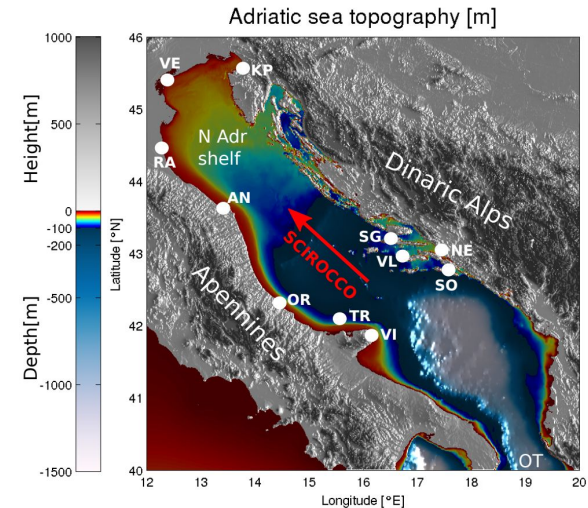 Adriatic sea topography [m]
Height[m]
Depth[m]
1000
500
0
0
-100
-200
-500
-1000
-1500
Latitude [°N]
46
45
44
43
42
41
40
12
13
14
15
16
17
18
19
20
Longitude [°E]
VE
KP
RA
N Adr
shelf
AN
Dinaric Alps
SCIROCCO
SG
NE
VL
SO
Apennines
OR
TR
VI
OT